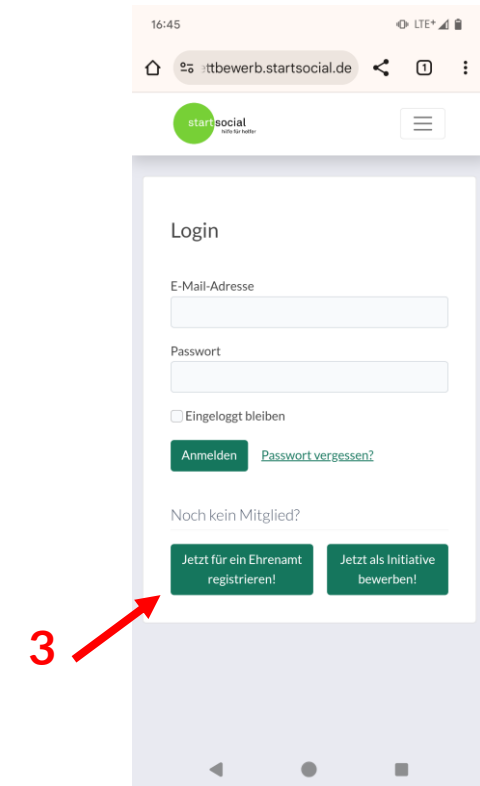 16:45
LTE+
ttbewerb.startsocial.de
1
startsocial
hilfe für helfer
Login
E-Mail-Adresse
Passwort
Eingeloggt bleiben
Anmelden
Passwort vergessen?
Noch kein Mitglied?
Jetzt für ein Ehrenamt
registrieren!
Jetzt als Initiative
bewerben!
3